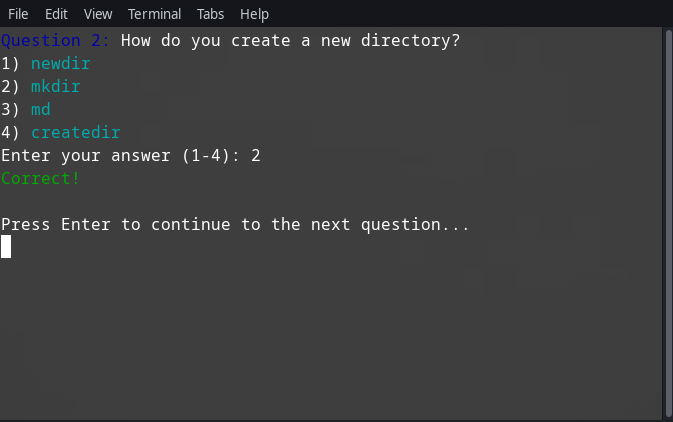 File Edit View Terminal Tabs Help
Question 2: How do you create a new directory?
1) newdir
2) mkdir
3) md
4) createdir
Enter your answer (1-4): 2
Correct!
Press Enter to continue to the next question...